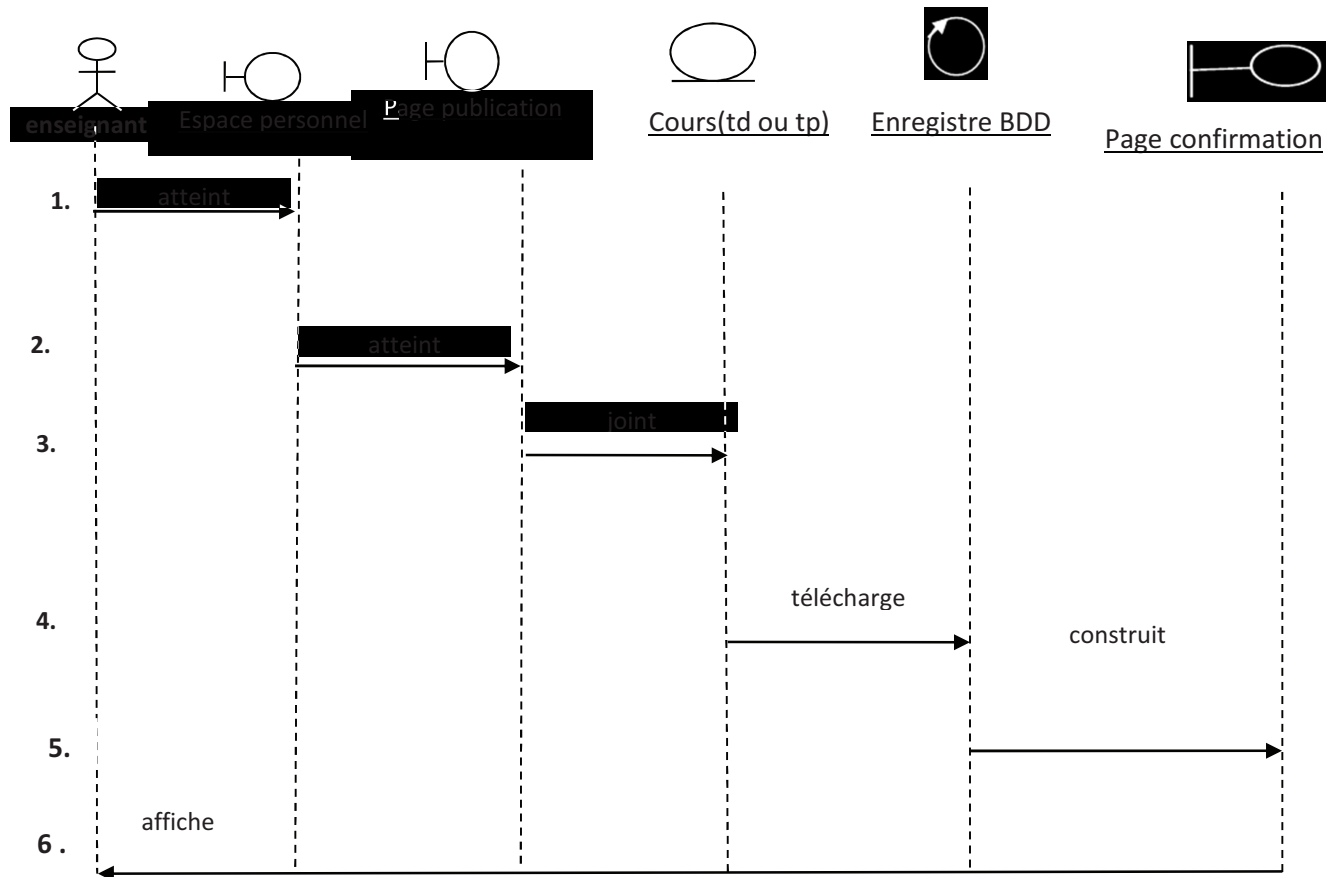 enseignant
Espace personnel
Page publication
Cours(td ou tp)
Enregistre BDD
Page confirmation
1.
atteint
2.
atteint
3.
joint
4.
télécharge
construit
5.
affiche
6 .